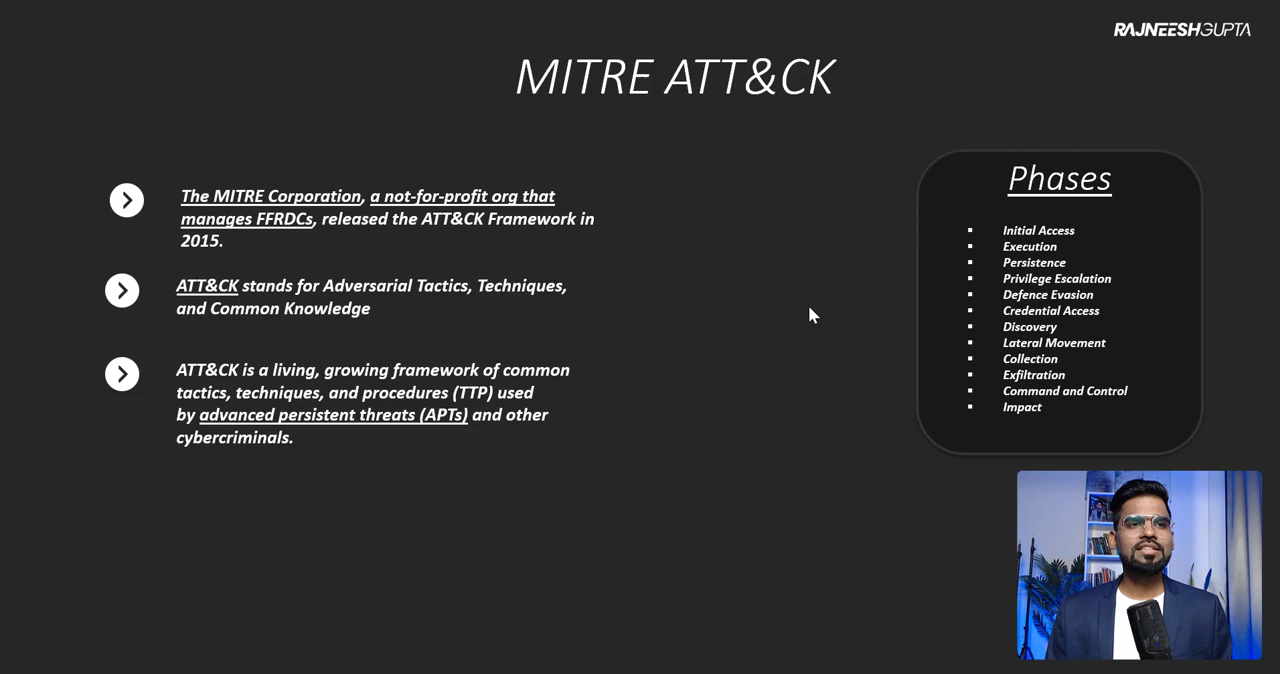 RAJNEESHGUPTA
MITRE ATT&CK
The MITRE Corporation, a not-for-profit org that
manages FFRDCs, released the ATT&CK Framework in
2015.
ATT&CK stands for Adversarial Tactics, Techniques,
and Common Knowledge
ATT&CK is a living, growing framework of common
tactics, techniques, and procedures (TTP) used
by advanced persistent threats (APTs) and other
cybercriminals.
Phases
Initial Access
Execution
Persistence
Privilege Escalation
Defence Evasion
Credential Access
Discovery
Lateral Movement
Collection
Exfiltration
Command and Control
Impact